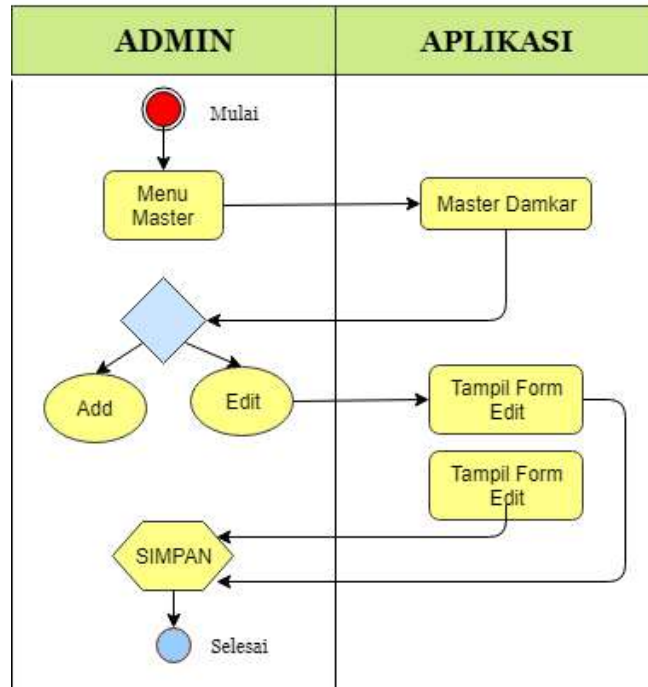 ADMIN
APLIKASI
Mulai
Menu
Master
Master Damkar
Add
Edit
Tampil Form
Edit
Tampil Form
Edit
SIMPAN
Selesai